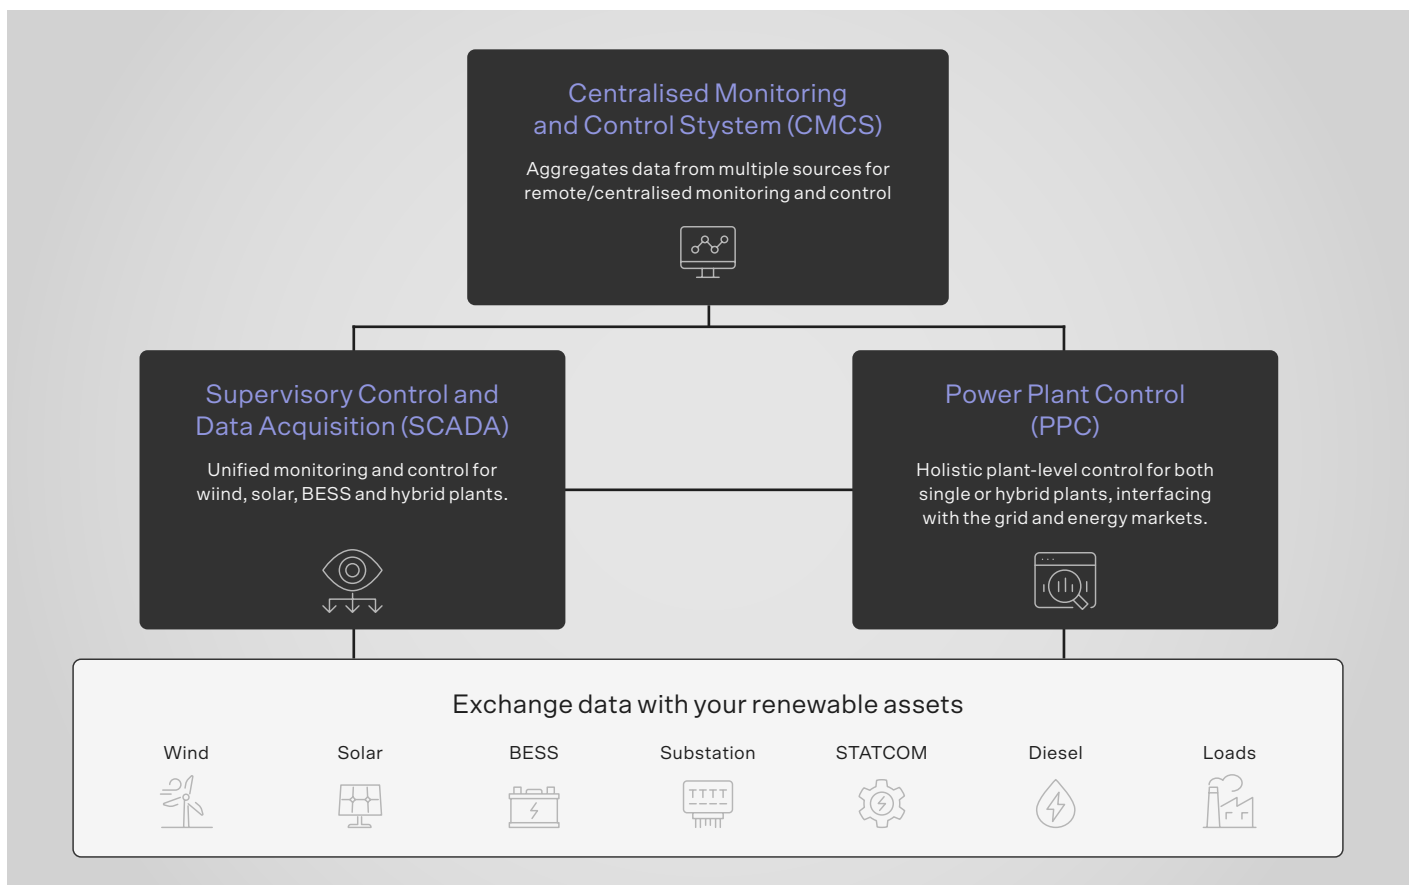 Centralised Monitoring
and Control Stystem (CMCS)
Aggregates data from multiple sources for
remote/centralised monitoring and control
Supervisory Control and
Data Acquisition (SCADA)
Unified monitoring and control for
wiind, solar, BESS and hybrid plants.
Power Plant Control
(PPC)
Holistic plant-level control for both
single or hybrid plants, interfacing
with the grid and energy markets.
Exchange data with your renewable assets
Wind
Solar
BESS
Substation
STATCOM
Diesel
Loads